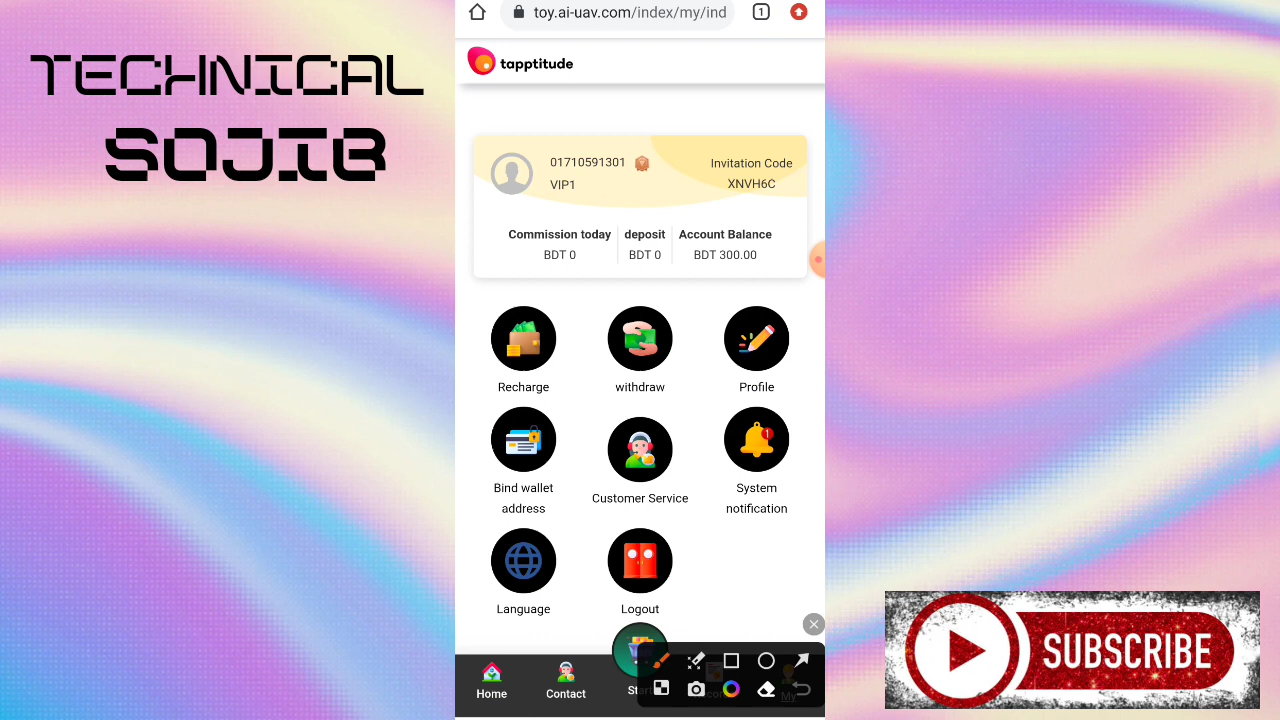 TECHNICAL
SOJIB
1
toy.ai-uav.com/index/my/ind
tapptitude
01710591301
VIP1
Invitation Code
XNVH6C
Commission today
BDT 0
deposit
BDT 0
Account Balance
BDT 300.00
Recharge
withdraw
Profile
Bind wallet
address
Customer Service
1
System
notification
Language
Logout
Home
Contact
My
SUBSCRIBE